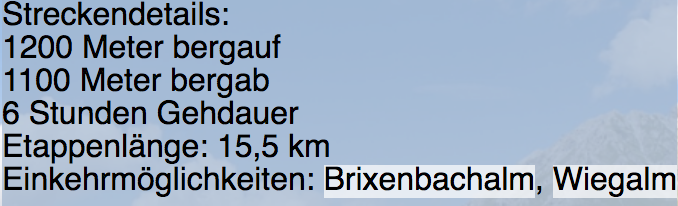 Streckendetails:
1200 Meter bergauf
1100 Meter bergab
6 Stunden Gehdauer
Etappenlänge: 15,5 km
Einkehrmöglichkeiten: Brixenbachalm, Wiegalm